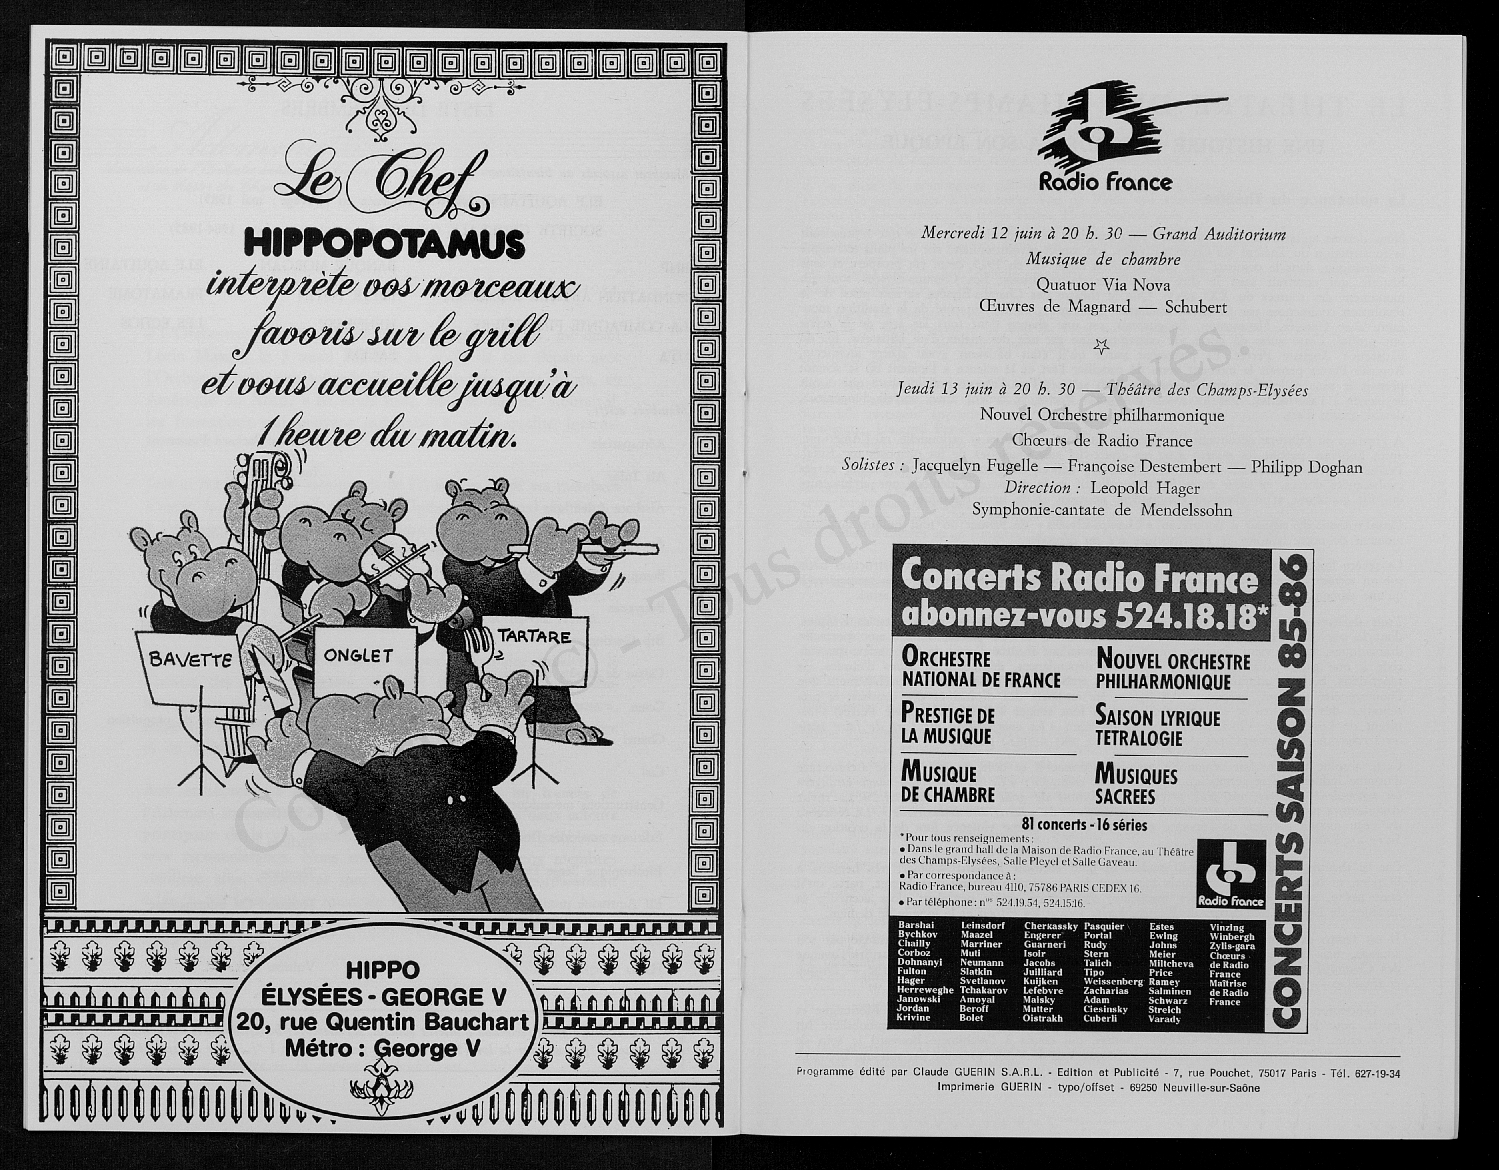 Le Chef
HIPPOPOTAMUS
interprète vos morceaux
favoris sur le grill
et vous accueille jusqu'à
1 heure du matin.
BAVETTE
ONGLET
TARTARE
HIPPO
ÉLYSÉES - GEORGE V
20, rue Quentin Bauchart
Métro : George V
Radio France
Mercredi 12 juin à 20 h. 30 — Grand Auditorium
Musique de chambre
Quatuor Via Nova
Œuvres de Magnard — Schubert
Jeudi 13 juin à 20 h. 30 — Théâtre des Champs-Elysées
Nouvel Orchestre philharmonique
Chœurs de Radio France
Solistes : Jacquelyn Fugelle — Françoise Destembert — Philipp Doghan
Direction : Leopold Hager
Symphonie-cantate de Mendelssohn
Concerts Radio France
abonnez-vous 524.18.18*
ORCHESTRE
NATIONAL DE FRANCE
NOUVEL ORCHESTRE
PHILHARMONIQUE
PRESTIGE DE
LA MUSIQUE
SAISON LYRIQUE
TETRALOGIE
MUSIQUE
DE CHAMBRE
MUSIQUES
SACREES
81 concerts - 16 séries
*Pour tous renseignements :
• Dans le grand hall de la Maison de Radio France, au Théâtre
des Champs-Elysées, Salle Pleyel et Salle Gaveau.
• Par correspondance à :
Radio France, bureau 4110, 75786 PARIS CEDEX 16.
• Par téléphone : nos 524.19.54, 524.15.16.
Radio France
CONCERTS SAISON 85-86
Barshai
Bychkov
Chailly
Corboz
Dohnanyi
Fulton
Hager
Herreweghe
Janowski
Jordan
Krivine
Leinsdorf
Maazel
Marriner
Muti
Neumann
Slatkin
Svetlanov
Tchakarov
Amoyal
Beroff
Bolet
Cherkassky
Engerer
Guarneri
Isoir
Jacobs
Juilliard
Kuijken
Lefebvre
Maisky
Mutter
Oistrakh
Pasquier
Portal
Rudy
Stern
Talich
Tipo
Weissenberg
Zacharias
Adam
Ciesinsky
Cuberli
Estes
Ewing
Johns
Meier
Miltcheva
Price
Ramey
Salminen
Schwarz
Streich
Varady
Vinzing
Winbergh
Zylis-gara
Chœurs
de Radio
France
Maîtrise
de Radio
France
Programme édité par Claude GUERIN S.A.R.L. - Edition et Publicité - 7, rue Pouchet, 75017 Paris - Tél. 627-19-34
Imprimerie GUERIN - typo/offset - 69250 Neuville-sur-Saône
© - Tous droits réservés.